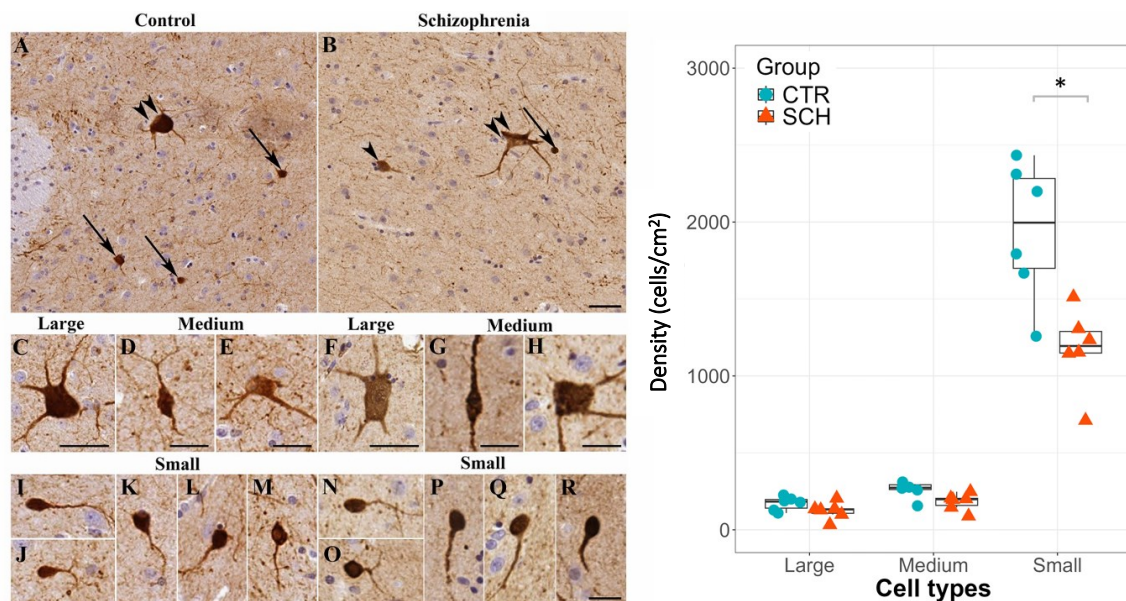 Control
Schizophrenia
A
B
Large
Medium
Large
Medium
C
D
E
F
G
H
Small
Small
I
J
K
L
M
N
O
P
Q
R
Density (cells/cm²)
3000
2000
1000
0
Group
CTR
SCH
*
Large
Medium
Small
Cell types